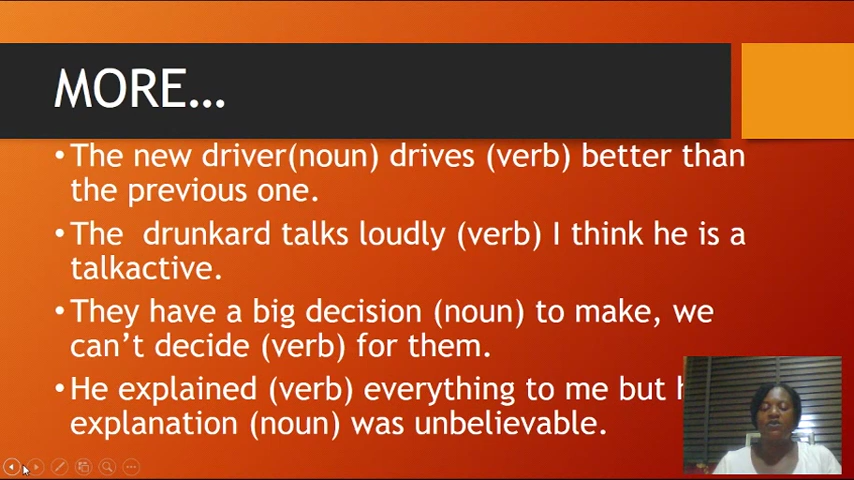 MORE...
•The new driver(noun) drives (verb) better than
the previous one.
•The drunkard talks loudly (verb) I think he is a
talkactive.
•They have a big decision (noun) to make, we
can't decide (verb) for them.
•He explained (verb) everything to me but
explanation (noun) was unbelievable.